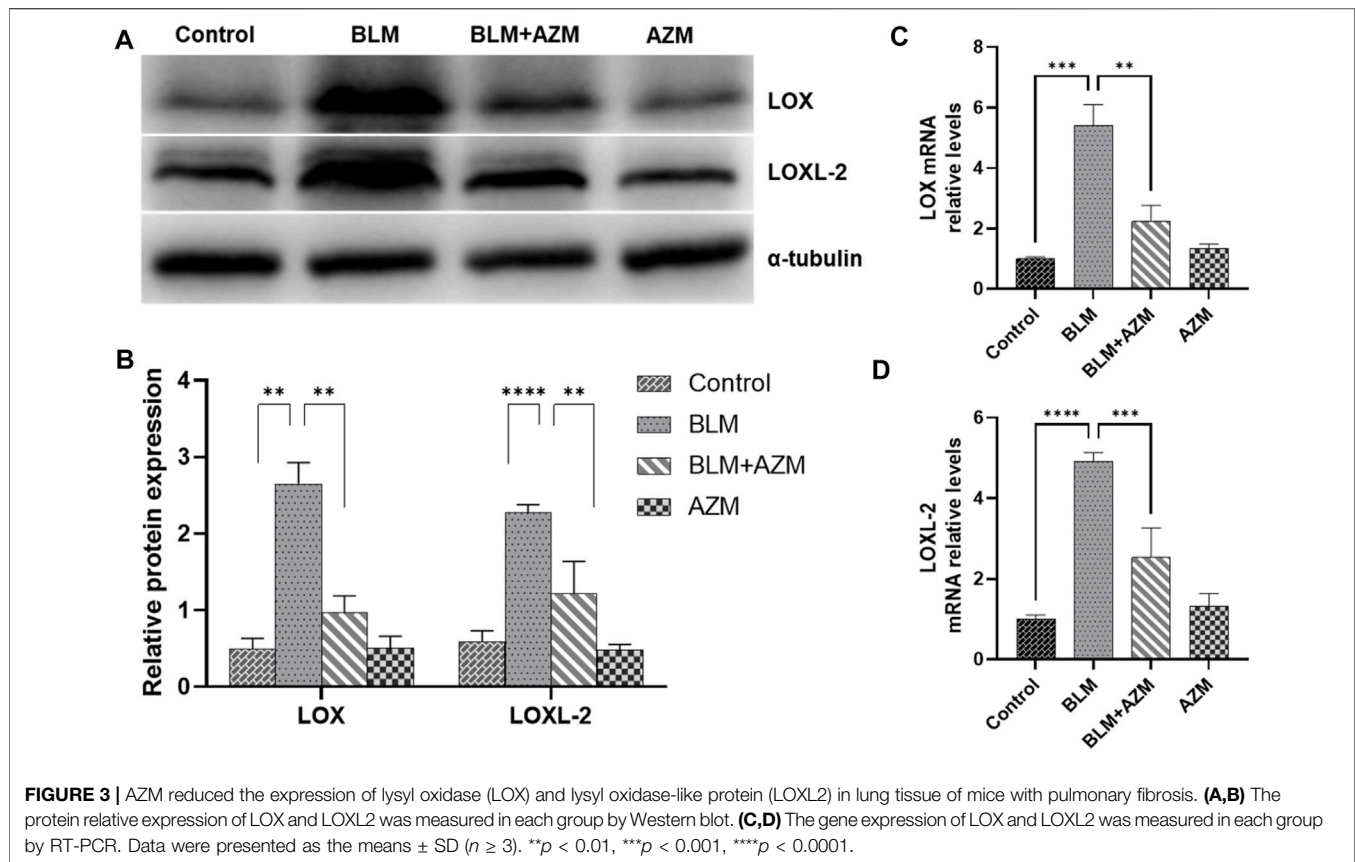 A
Control BLM BLM+AZM AZM
LOX
LOXL-2
α-tubulin
B
Relative protein expression
4
3
2
1
0
** ** **** **
LOX LOXL-2
Control
BLM
BLM+AZM
AZM
C
LOX mRNA
relative levels
8
6
4
2
0
*** **
Control BLM BLM+AZM AZM
D
LOXL-2
mRNA relative levels
6
4
2
0
**** ***
Control BLM BLM+AZM AZM
FIGURE 3 | AZM reduced the expression of lysyl oxidase (LOX) and lysyl oxidase-like protein (LOXL2) in lung tissue of mice with pulmonary fibrosis. (A,B) The
protein relative expression of LOX and LOXL2 was measured in each group by Western blot. (C,D) The gene expression of LOX and LOXL2 was measured in each group
by RT-PCR. Data were presented as the means ± SD (n ≥ 3). **p < 0.01, ***p < 0.001, ****p < 0.0001.